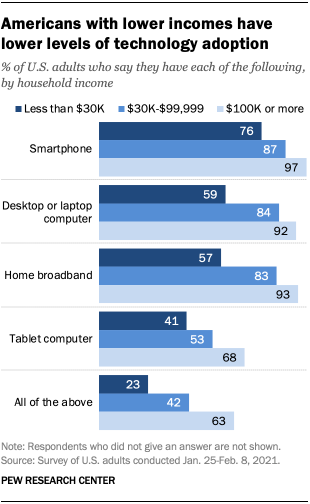 Americans with lower incomes have
lower levels of technology adoption
% of U.S. adults who say they have each of the following,
by household income
Less than $30K $30K-$99,999 $100K or more
Smartphone
76
87
97
Desktop or laptop
computer
59
84
92
Home broadband
57
83
93
Tablet computer
41
53
68
All of the above
23
42
63
Note: Respondents who did not give an answer are not shown.
Source: Survey of U.S. adults conducted Jan. 25-Feb. 8, 2021.
PEW RESEARCH CENTER